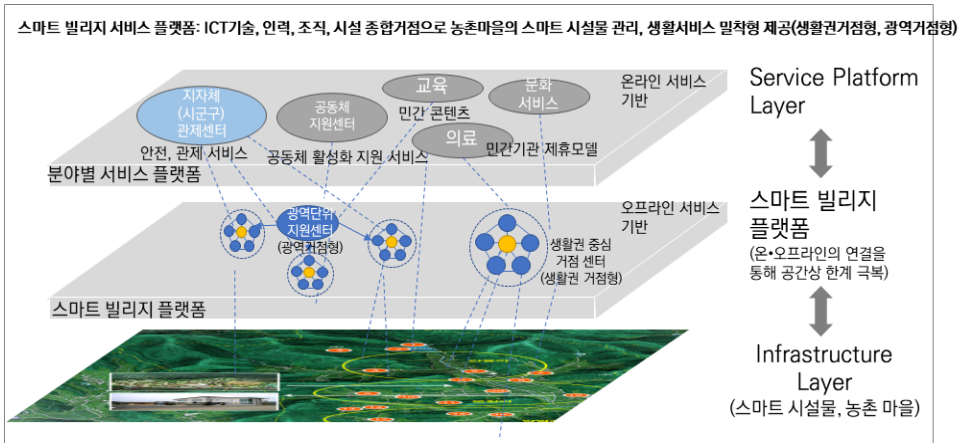 스마트 빌리지 서비스 플랫폼: ICT기술, 인력, 조직, 시설 종합거점으로 농촌마을의 스마트 시설물 관리, 생활서비스 밀착형 제공(생활권거점형, 광역거점형)
지자체
(시군구)
관제센터
공동체
지원센터
교육
문화
서비스
온라인 서비스
기반
민간 콘텐츠
의료
안전, 관제 서비스
공동체 활성화 지원 서비스
민간기관 제휴모델
분야별 서비스 플랫폼
광역단위
지원센터
(광역거점형)
오프라인 서비스
기반
생활권 중심
거점 센터
(생활권 거점형)
스마트 빌리지 플랫폼
Service Platform
Layer
스마트 빌리지
플랫폼
(온•오프라인의 연결을
통해 공간상 한계 극복)
Infrastructure
Layer
(스마트 시설물, 농촌 마을)